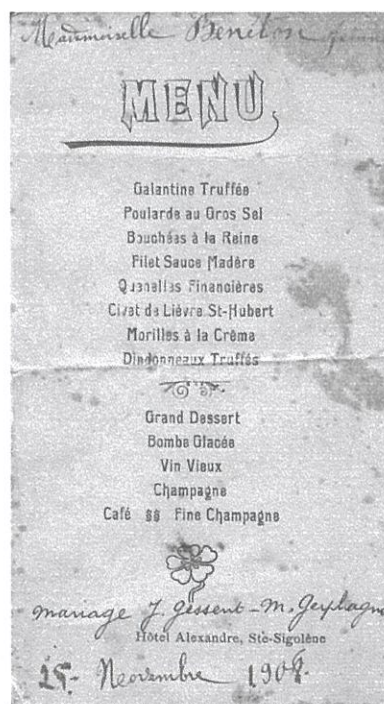 Mademoiselle Beneton
MENU
Galantine Truffée
Poularde au Gros Sel
Bouchées à la Reine
Filet Sauce Madère
Quenelles Financières
Civet de Lièvre St-Hubert
Morilles à la Crème
Dindonneaux Truffés
Grand Dessert
Bombe Glacée
Vin Vieux
Champagne
Café §§ Fine Champagne
mariage J. Gessent - M.
Hôtel Alexandre, Ste-Sigolène
25 - Novembre